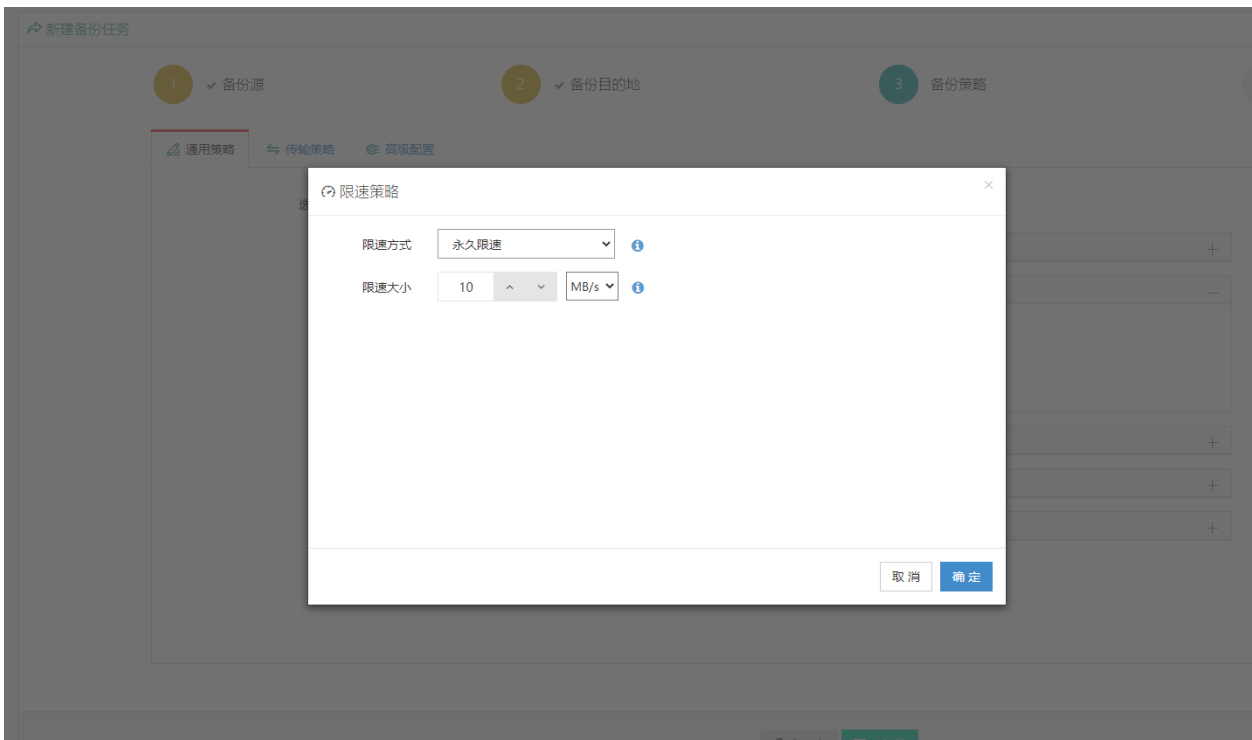 新建备份任务
1 备份源
2 备份目的地
3 备份策略
通用策略 传输策略 高级配置
限速策略 ×
限速方式 永久限速
限速大小 10 MB/s
取消 确定